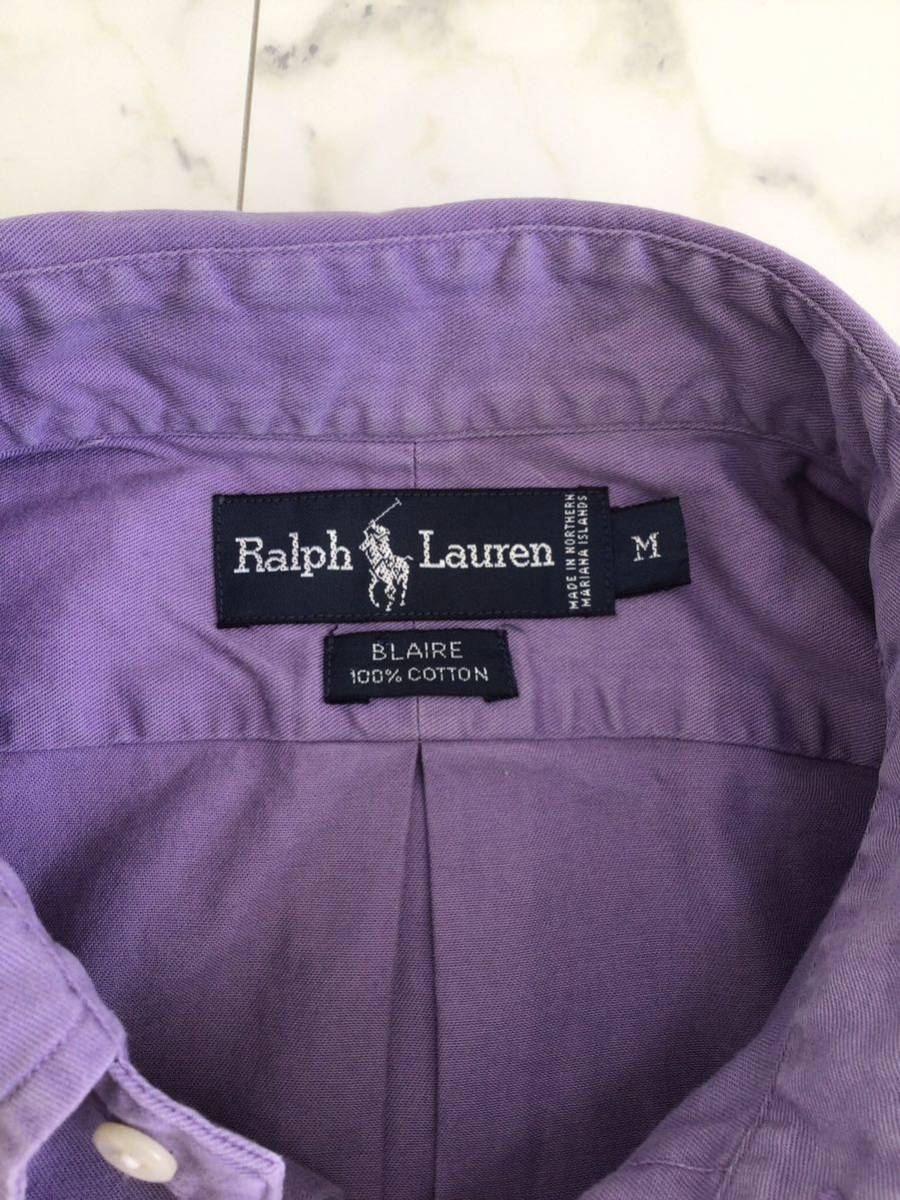 Ralph Lauren
MADE IN NORTHERN
MARIANA ISLANDS
M
BLAIRE
100% COTTON